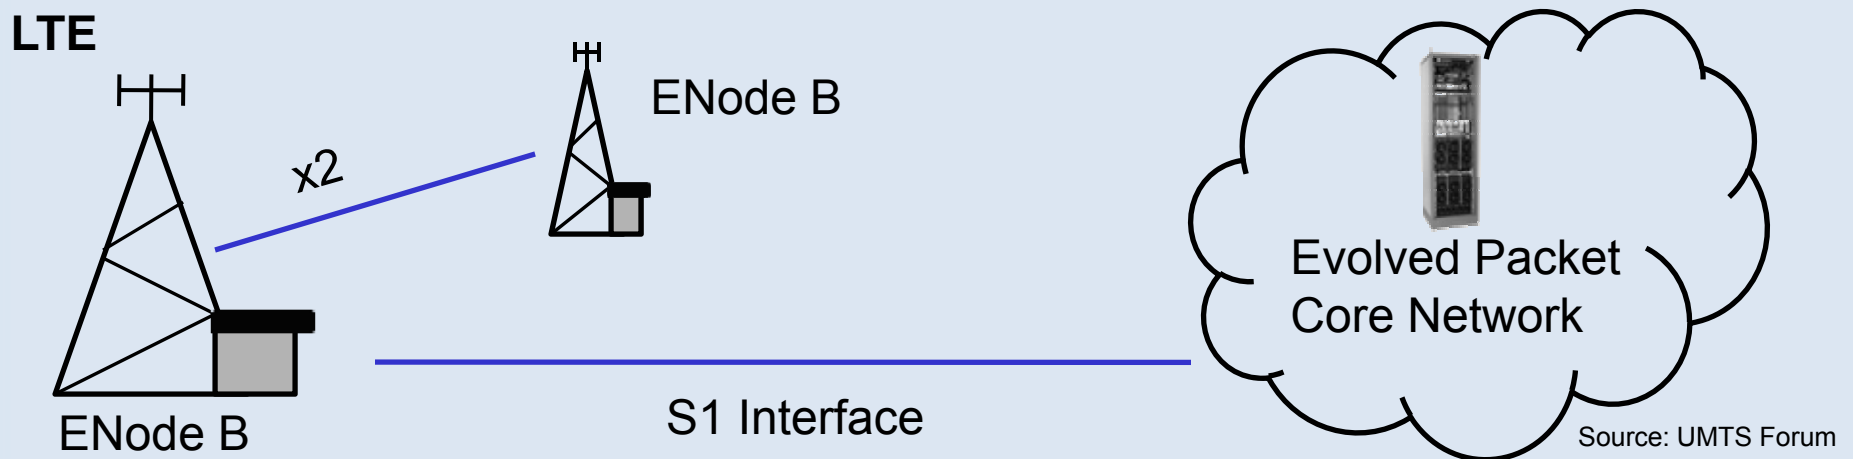 LTE
ENode B
x2
Evolved Packet
Core Network
S1 Interface
ENode B
Source: UMTS Forum